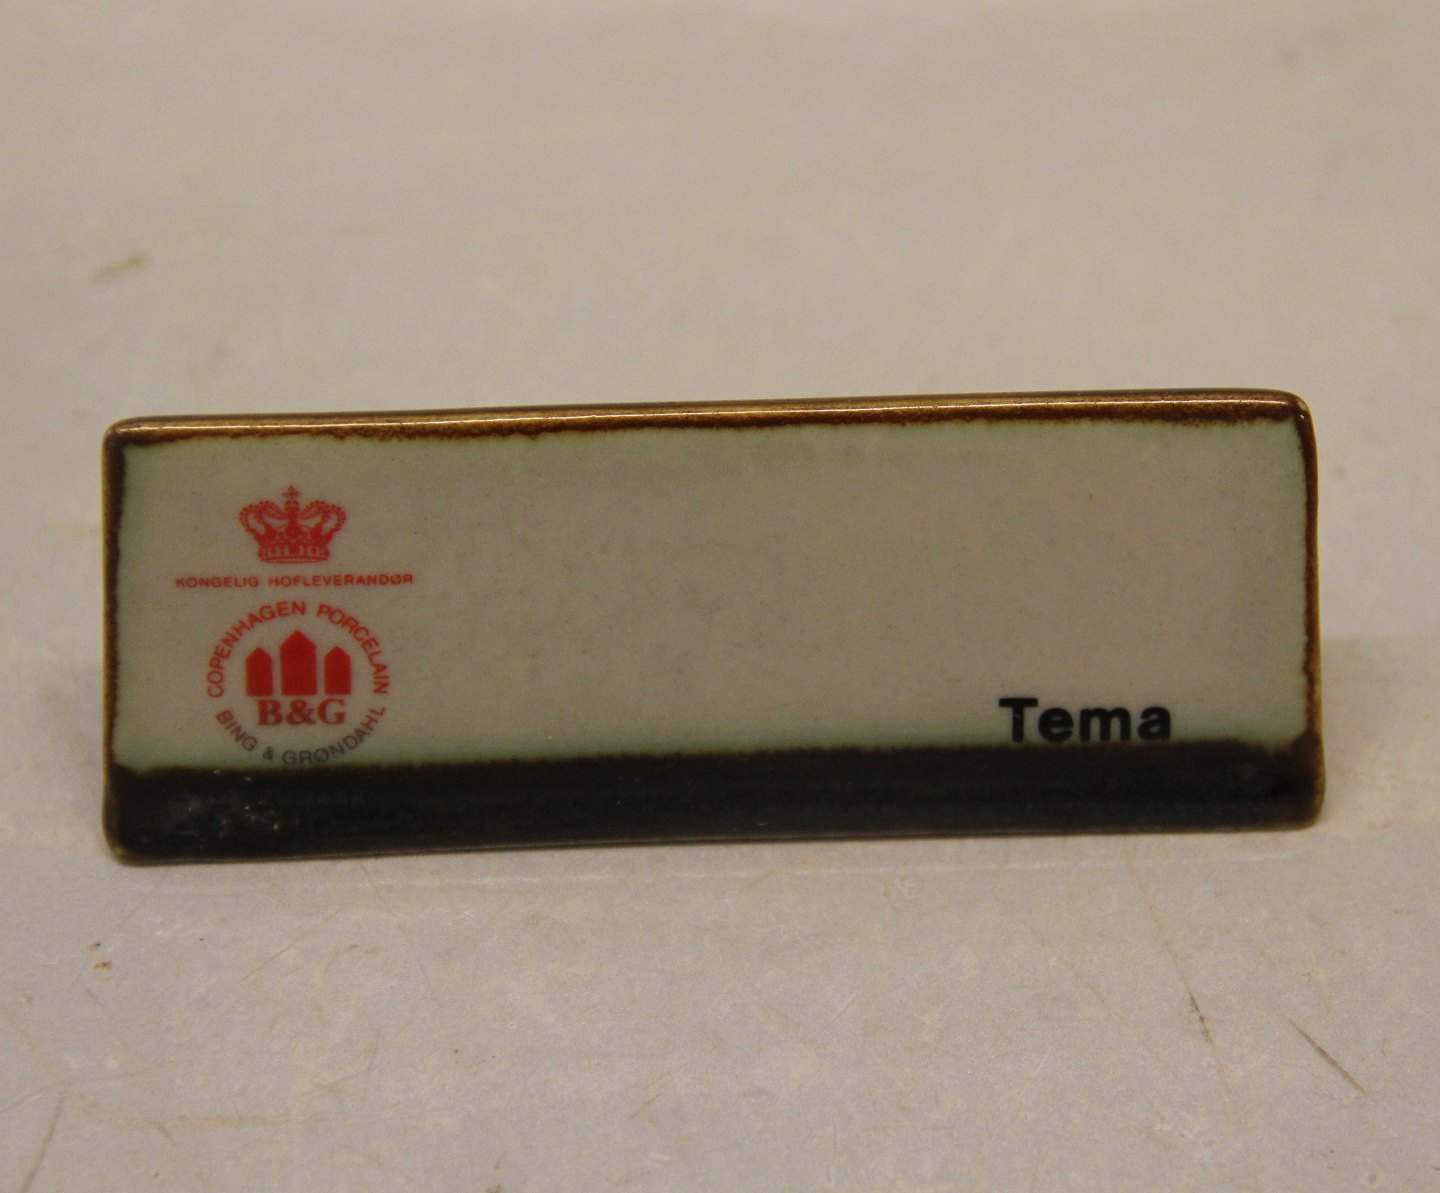 KONGELIG HOFLEVERANDØR
COPENHAGEN PORCELAIN
B&G
BING & GRØNDAHL
Tema